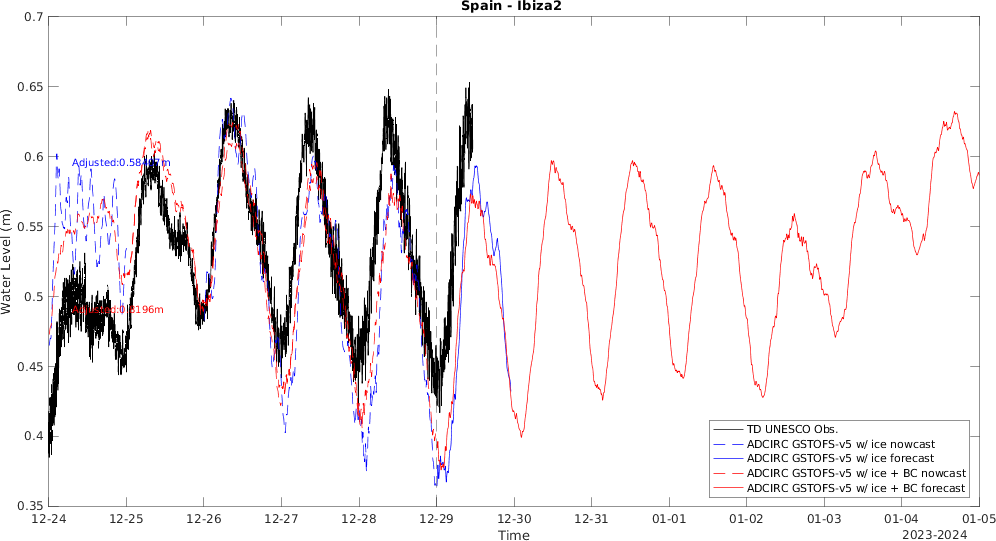 Spain - Ibiza2
0.7
0.65
0.6
0.55
0.5
0.45
0.4
0.35
Water Level (m)
m
TD UNESCO Obs.
ADCIRC GSTOFS-v5 w/ ice nowcast
ADCIRC GSTOFS-v5 w/ ice forecast
ADCIRC GSTOFS-v5 w/ ice + BC nowcast
ADCIRC GSTOFS-v5 w/ ice + BC forecast
12-24 12-25 12-26 12-27 12-28 12-29 12-30 12-31 01-01 01-02 01-03 01-04 01-05
Time
2023-2024